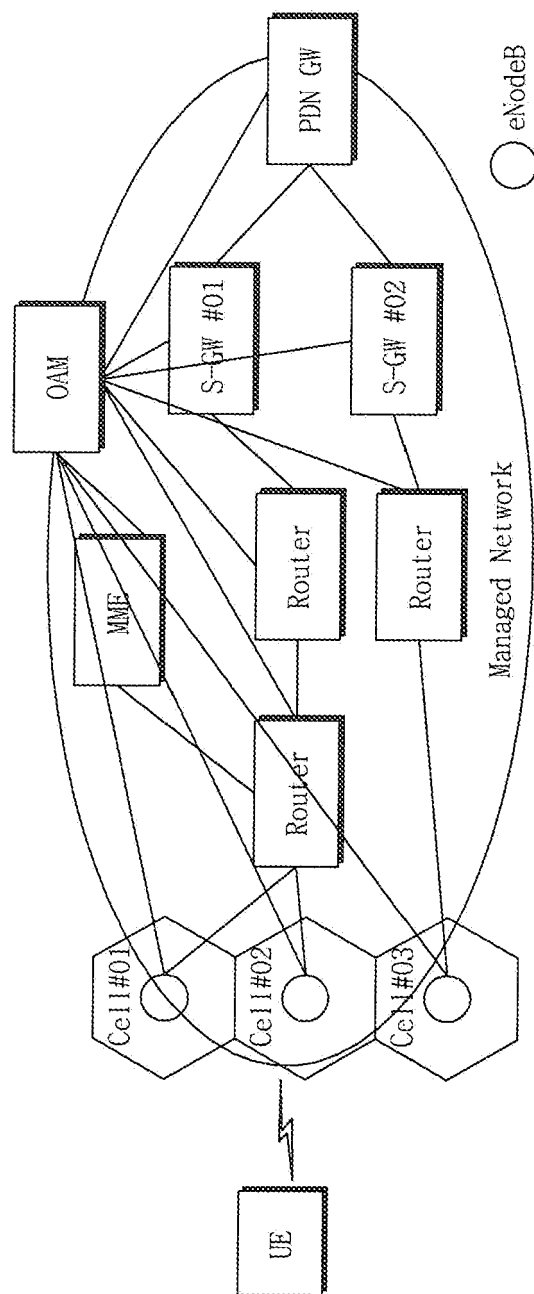 OAM
MME
Cell#01
S-GW #01
PDN GW
UE
Cell#02
Router
Router
Cell#03
Router
S-GW #02
Managed Network
eNodeB